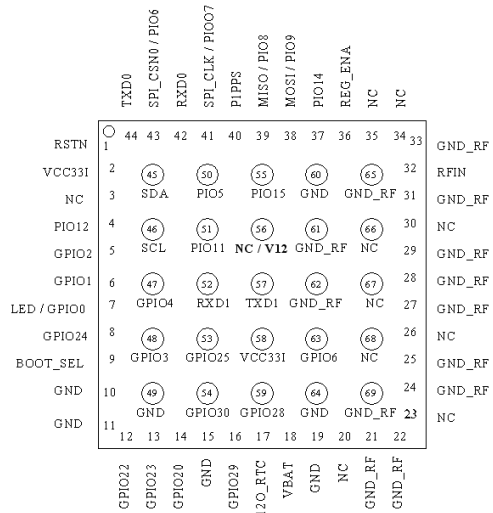 TXD0
SPI_CSN0 / PIO6
RXD0
SPI_CLK / PIO07
P1PPS
MISO / PIO8
MOSI / PIO9
PIO14
REG_ENA
NC
NC
44 43 42 41 40 39 38 37 36 35 34 33
RSTN 1 GND_RF
VCC33I 2 45 50 55 60 65 32 RFIN
NC 3 SDA PIO5 PIO15 GND GND_RF 31 GND_RF
PIO12 4 46 51 56 61 66 30 NC
GPIO2 5 SCL PIO11 NC / V12 GND_RF NC 29 GND_RF
GPIO1 6 47 52 57 62 67 28 GND_RF
LED / GPIO0 7 GPIO4 RXD1 TXD1 GND_RF NC 27 GND_RF
GPIO24 8 48 53 58 63 68 26 NC
BOOT_SEL 9 GPIO3 GPIO25 VCC33I GPIO6 NC 25 GND_RF
GND 10 49 54 59 64 69 24 GND_RF
GND 11 GND GPIO30 GPIO28 GND GND_RF 23 NC
12 13 14 15 16 17 18 19 20 21 22
GPIO22
GPIO23
GPIO20
GND
GPIO29
VBAT
GND
NC
GND_RF
GND_RF